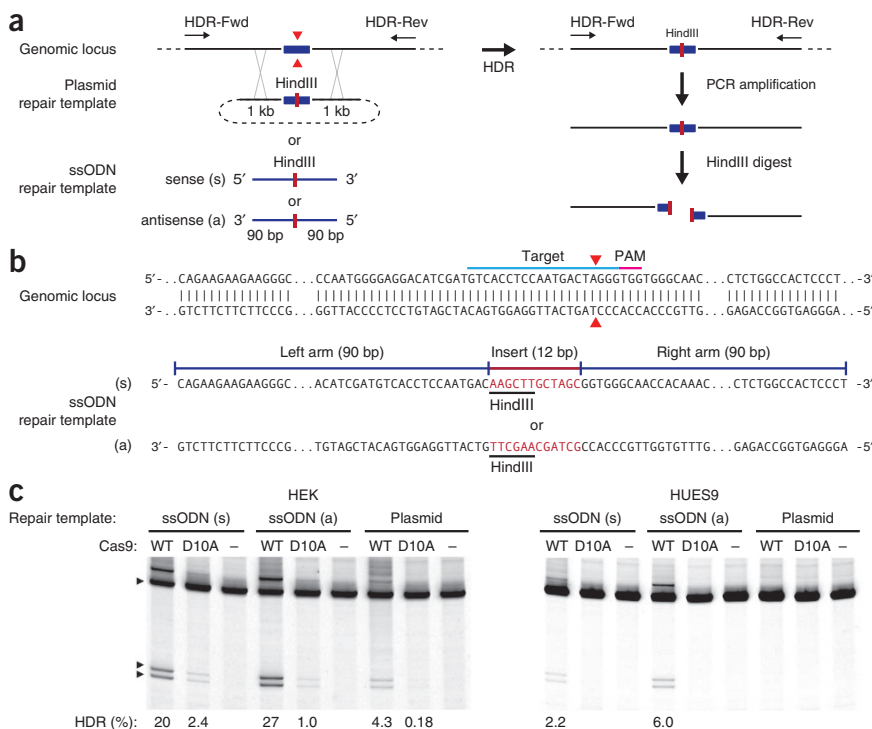 a
HDR-Fwd HDR-Rev HDR-Fwd HindIII HDR-Rev
Genomic locus
HDR
Plasmid repair template
HindIII
1 kb 1 kb
PCR amplification
or
HindIII
HindIII digest
ssODN repair template
sense (s) 5′ 3′
or
antisense (a) 3′ 5′
90 bp 90 bp
b
Target PAM
5′-..CAGAAGAAGAAGGGC...CCAATGGGGAGGACATCGATGTCACCTCCAATGACTAGGGTGGTGGGCAAC...CTCTGGCCACTCCCT -3′
Genomic locus
3′-..GTCTTCTTCTTCCCG...GGTTACCCCTCCTGTAGCTACAGTGGAGGTTACTGATCCCACCACCCGTTG...GAGACCGGTGAGGGA -5′
Left arm (90 bp) Insert (12 bp) Right arm (90 bp)
(s) 5′- CAGAAGAAGAAGGGC...ACATCGATGTCACCTCCAATGACAAGCTTGCTAGCGGTGGGCAACCACAAAC...CTCTGGCCACTCCCT -3′
HindIII
ssODN repair template
or
(a) 3′- GTCTTCTTCTTCCCG...TGTAGCTACAGTGGAGGTTACTGTTCGAACGATCGCCACCCGTTGGTGTTTG...GAGACCGGTGAGGGA -5′
HindIII
c
HEK HUES9
Repair template: ssODN (s) ssODN (a) Plasmid ssODN (s) ssODN (a) Plasmid
Cas9: WT D10A – WT D10A – WT D10A – WT D10A – WT D10A – WT D10A –
HDR (%): 20 2.4 27 1.0 4.3 0.18 2.2 6.0